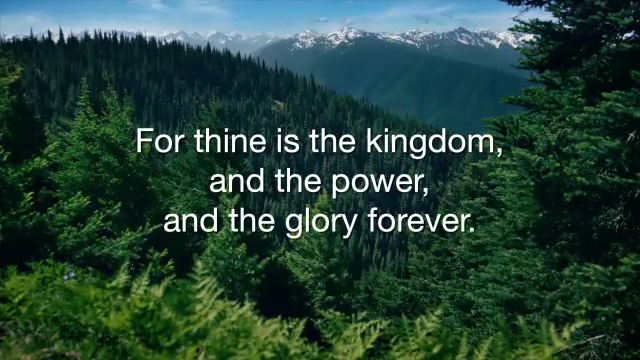 For thine is the kingdom,
and the power,
and the glory forever.